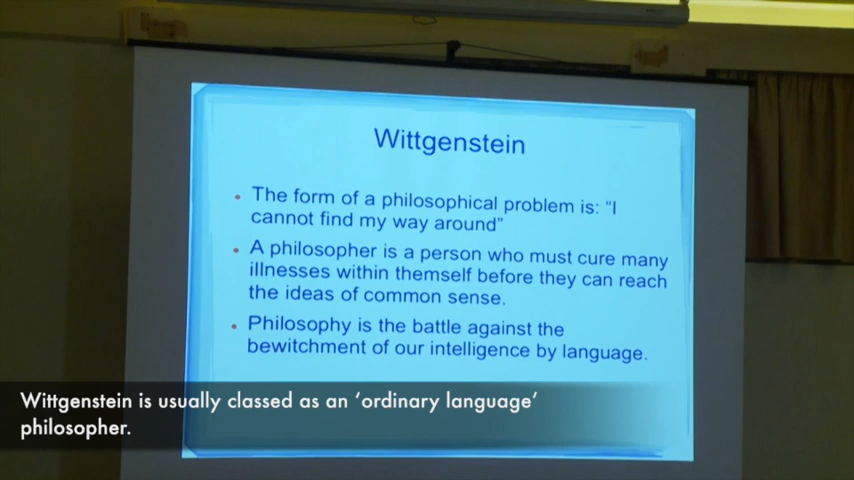 Wittgenstein
• The form of a philosophical problem is: “I
cannot find my way around”
• A philosopher is a person who must cure many
illnesses within themself before they can reach
the ideas of common sense.
• Philosophy is the battle against the
bewitchment of our intelligence by language.
Wittgenstein is usually classed as an ‘ordinary language’
philosopher.